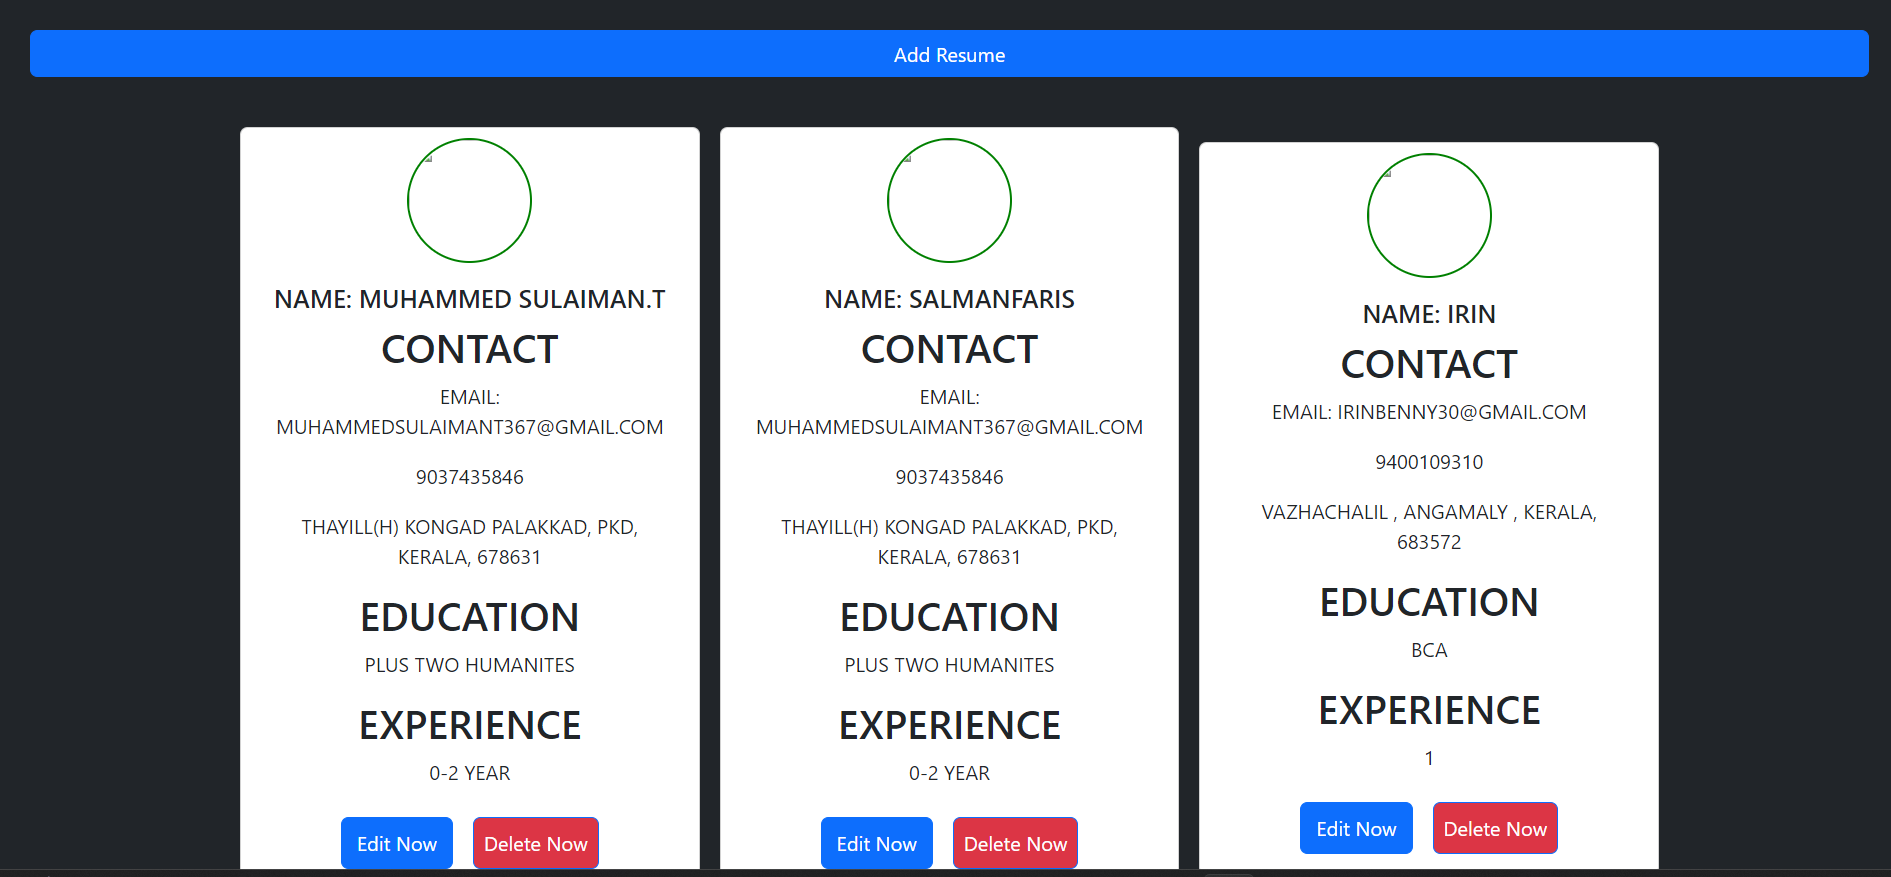 Add Resume
NAME: MUHAMMED SULAIMAN.T
CONTACT
EMAIL:
MUHAMMEDSULAIMANT367@GMAIL.COM
9037435846
THAYILL(H) KONGAD PALAKKAD, PKD,
KERALA, 678631
EDUCATION
PLUS TWO HUMANITES
EXPERIENCE
0-2 YEAR
Edit Now
Delete Now
NAME: SALMANFARIS
CONTACT
EMAIL:
MUHAMMEDSULAIMANT367@GMAIL.COM
9037435846
THAYILL(H) KONGAD PALAKKAD, PKD,
KERALA, 678631
EDUCATION
PLUS TWO HUMANITES
EXPERIENCE
0-2 YEAR
Edit Now
Delete Now
NAME: IRIN
CONTACT
EMAIL: IRINBENNY30@GMAIL.COM
9400109310
VAZHACHALIL , ANGAMALY , KERALA,
683572
EDUCATION
BCA
EXPERIENCE
1
Edit Now
Delete Now